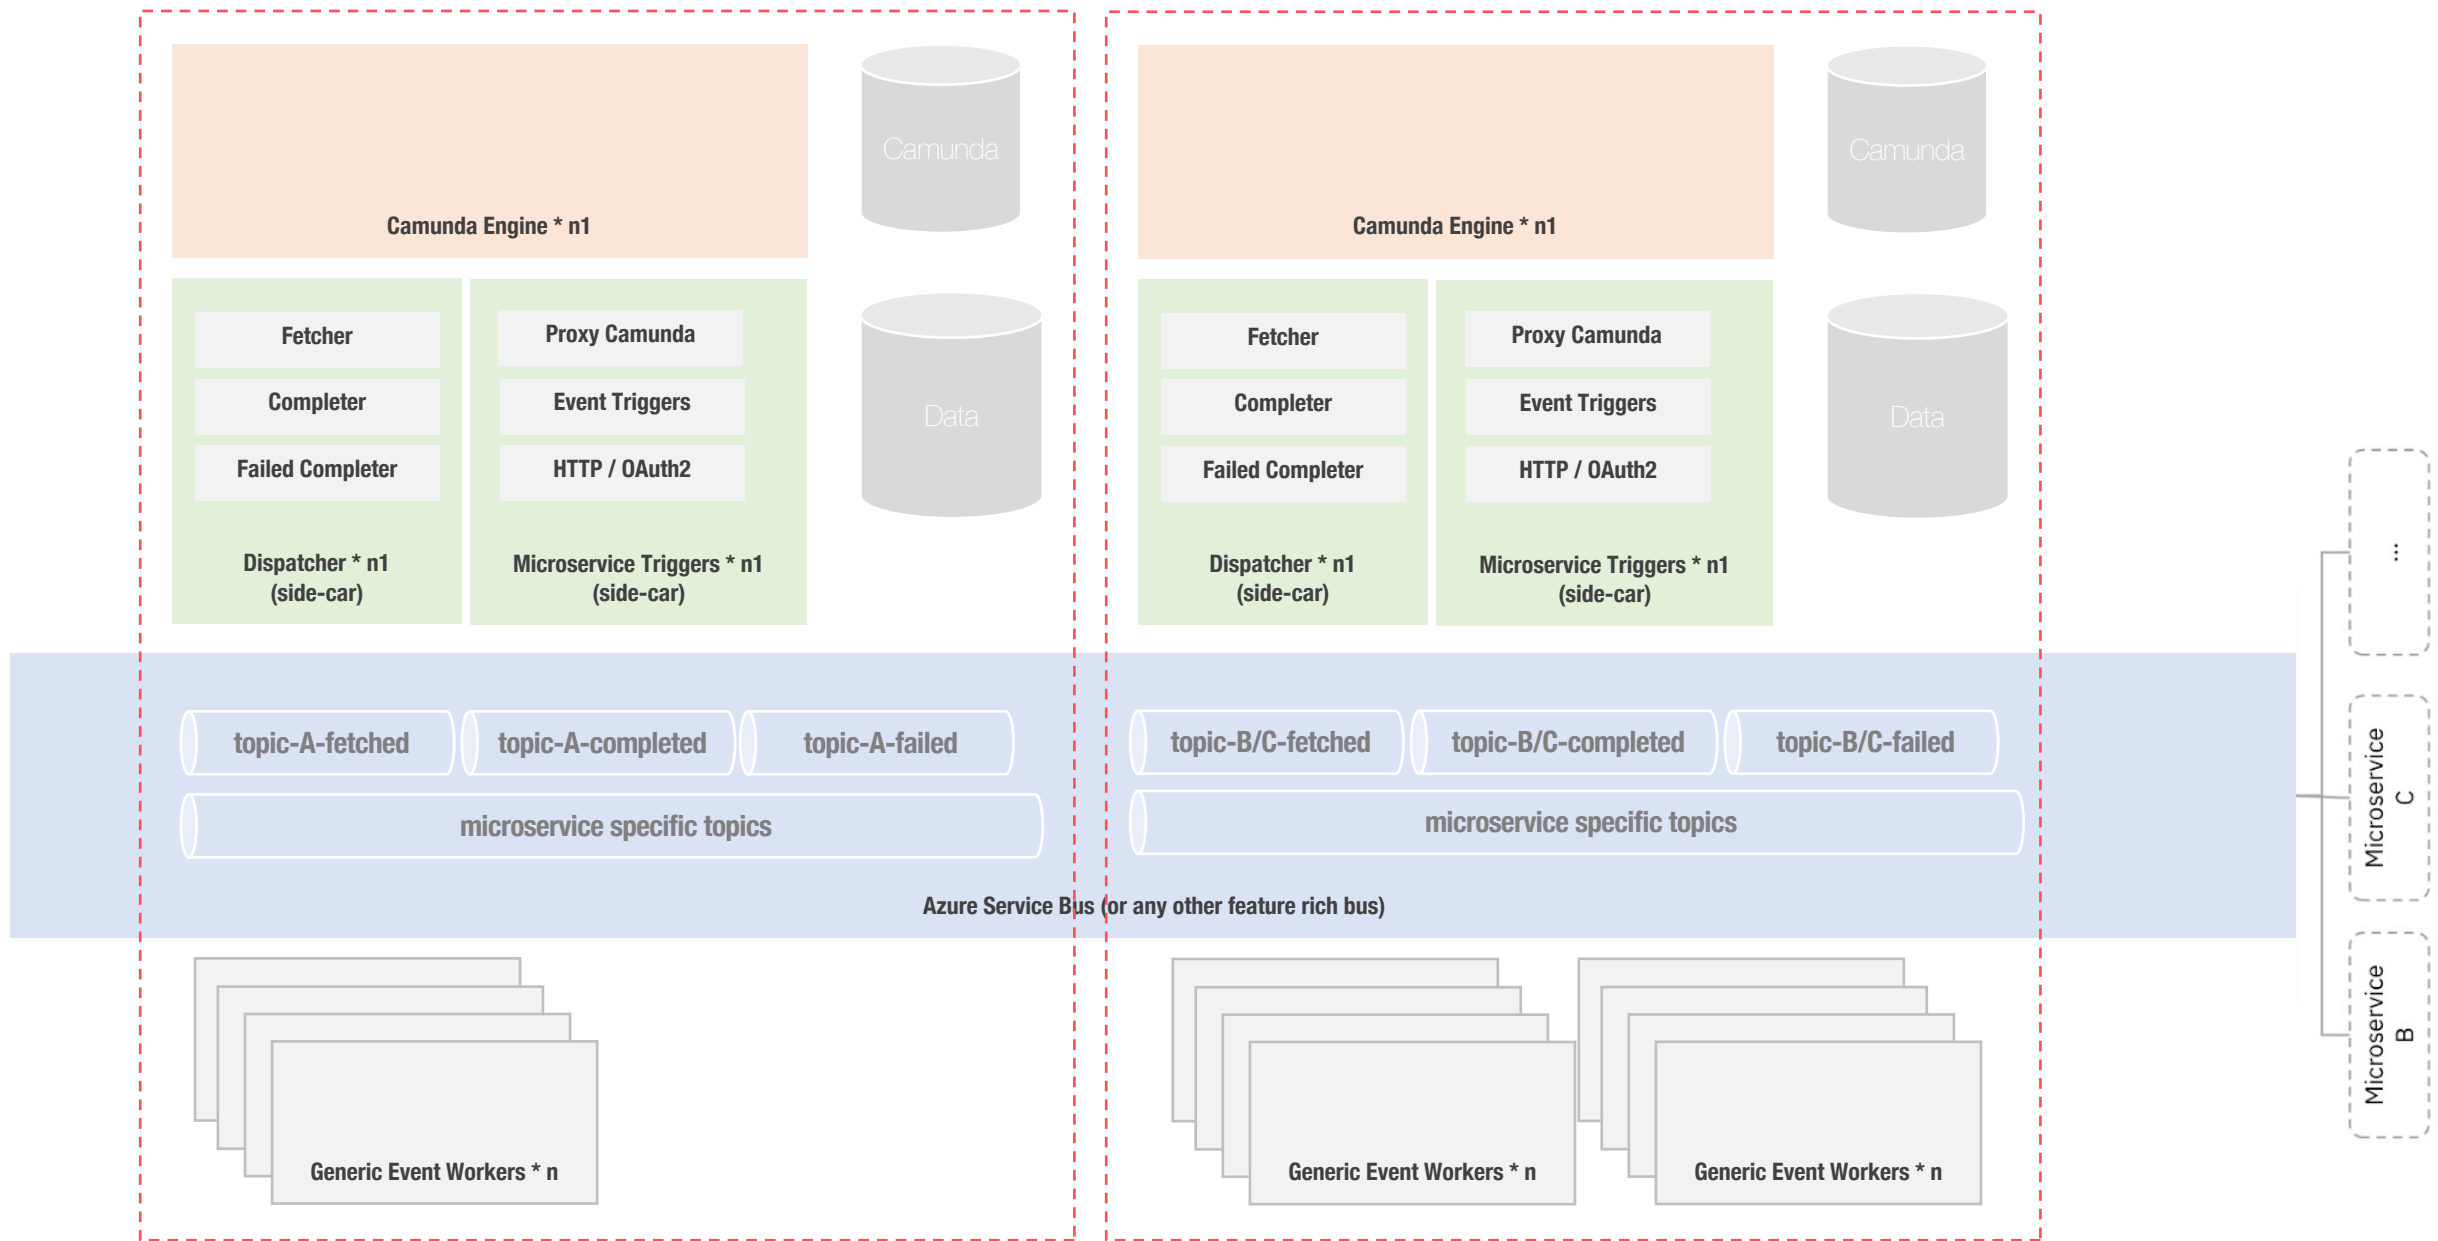 Camunda Engine * n1
Camunda
Fetcher
Completer
Failed Completer
Dispatcher * n1
(side-car)
Proxy Camunda
Event Triggers
HTTP / OAuth2
Microservice Triggers * n1
(side-car)
Data
Camunda Engine * n1
Camunda
Fetcher
Completer
Failed Completer
Dispatcher * n1
(side-car)
Proxy Camunda
Event Triggers
HTTP / OAuth2
Microservice Triggers * n1
(side-car)
Data
topic-A-fetched
topic-A-completed
topic-A-failed
microservice specific topics
topic-B/C-fetched
topic-B/C-completed
topic-B/C-failed
microservice specific topics
Azure Service Bus (or any other feature rich bus)
Generic Event Workers * n
Generic Event Workers * n
Generic Event Workers * n
...
Microservice
C
Microservice
B